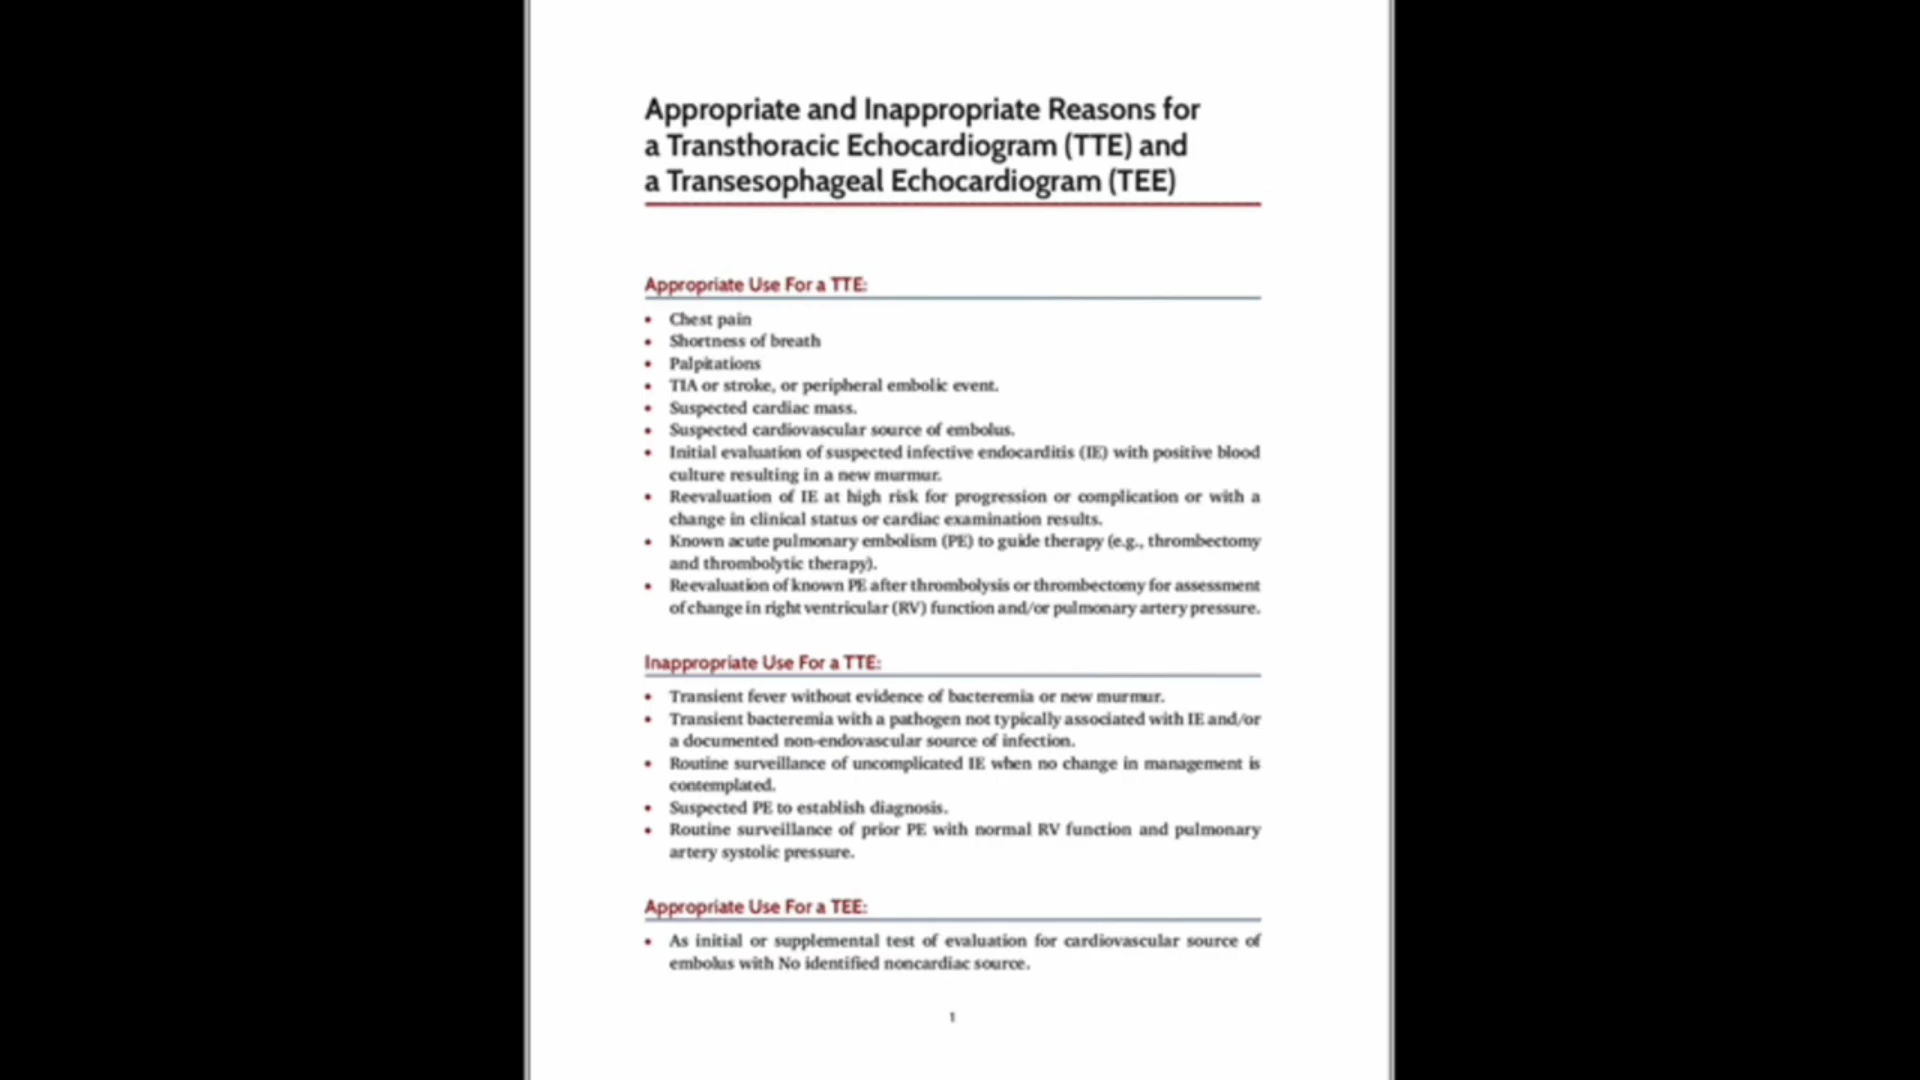 Appropriate and Inappropriate Reasons for
a Transthoracic Echocardiogram (TTE) and
a Transesophageal Echocardiogram (TEE)
Appropriate Use For a TTE:
• Chest pain
• Shortness of breath
• Palpitations
• TIA or stroke, or peripheral embolic event.
• Suspected cardiac mass.
• Suspected cardiovascular source of embolus.
• Initial evaluation of suspected infective endocarditis (IE) with positive blood
culture resulting in a new murmur.
• Reevaluation of IE at high risk for progression or complication or with a
change in clinical status or cardiac examination results.
• Known acute pulmonary embolism (PE) to guide therapy (e.g., thrombectomy
and thrombolytic therapy).
• Reevaluation of known PE after thrombolysis or thrombectomy for assessment
of change in right ventricular (RV) function and/or pulmonary artery pressure.
Inappropriate Use For a TTE:
• Transient fever without evidence of bacteremia or new murmur.
• Transient bacteremia with a pathogen not typically associated with IE and/or
a documented non-endovascular source of infection.
• Routine surveillance of uncomplicated IE when no change in management is
contemplated.
• Suspected PE to establish diagnosis.
• Routine surveillance of prior PE with normal RV function and pulmonary
artery systolic pressure.
Appropriate Use For a TEE:
• As initial or supplemental test of evaluation for cardiovascular source of
embolus with No identified noncardiac source.
1